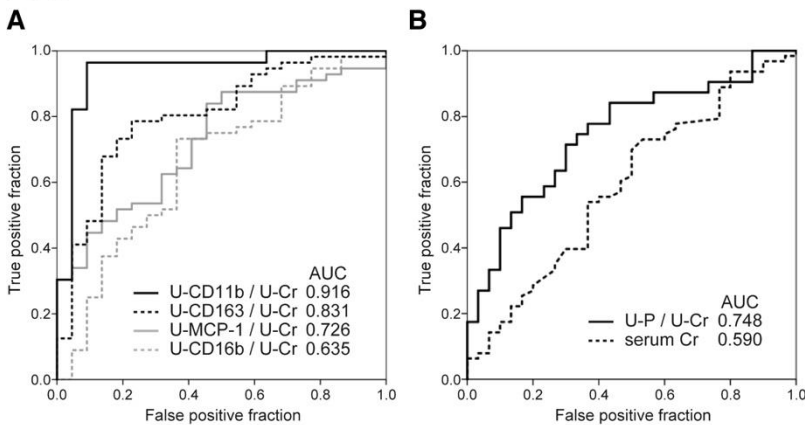 A
1.0
0.8
0.6
0.4
0.2
0.0
True positive fraction
AUC
U-CD11b / U-Cr 0.916
U-CD163 / U-Cr 0.831
U-MCP-1 / U-Cr 0.726
U-CD16b / U-Cr 0.635
0.0 0.2 0.4 0.6 0.8 1.0
False positive fraction
B
1.0
0.8
0.6
0.4
0.2
0.0
True positive fraction
AUC
U-P / U-Cr 0.748
serum Cr 0.590
0.0 0.2 0.4 0.6 0.8 1.0
False positive fraction